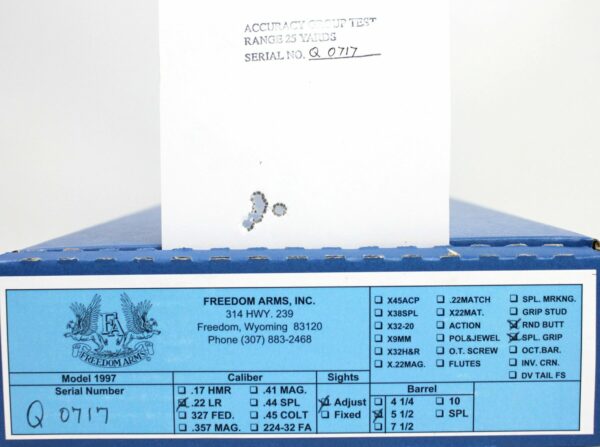 ACCURACY GROUP TEST
RANGE 25 YARDS
SERIAL NO. Q 0717
FREEDOM ARMS, INC.
314 HWY. 239
Freedom, Wyoming 83120
Phone (307) 883-2468
FA
FREEDOM ARMS
☐ X45ACP ☐ .22MATCH ☐ SPL. MRKNG.
☐ X38SPL ☐ X22MAT. ☐ GRIP STUD
☐ X32-20 ☐ ACTION ☒ RND BUTT
☐ X9MM ☐ POL&JEWEL ☒ SPL. GRIP
☐ X32H&R ☐ O.T. SCREW ☐ OCT.BAR.
☐ X.22MAG. ☐ FLUTES ☐ INV. CRN.
☐ DV TAIL FS
Model 1997
Serial Number
Q 0717
Caliber
☐ .17 HMR ☐ .41 MAG.
☒ .22 LR ☐ .44 SPL
☐ 327 FED. ☐ .45 COLT
☐ .357 MAG. ☐ 224-32 FA
Sights
☒ Adjust
☐ Fixed
Barrel
☐ 4 1/4 ☐ 10
☒ 5 1/2 ☐ SPL
☐ 7 1/2